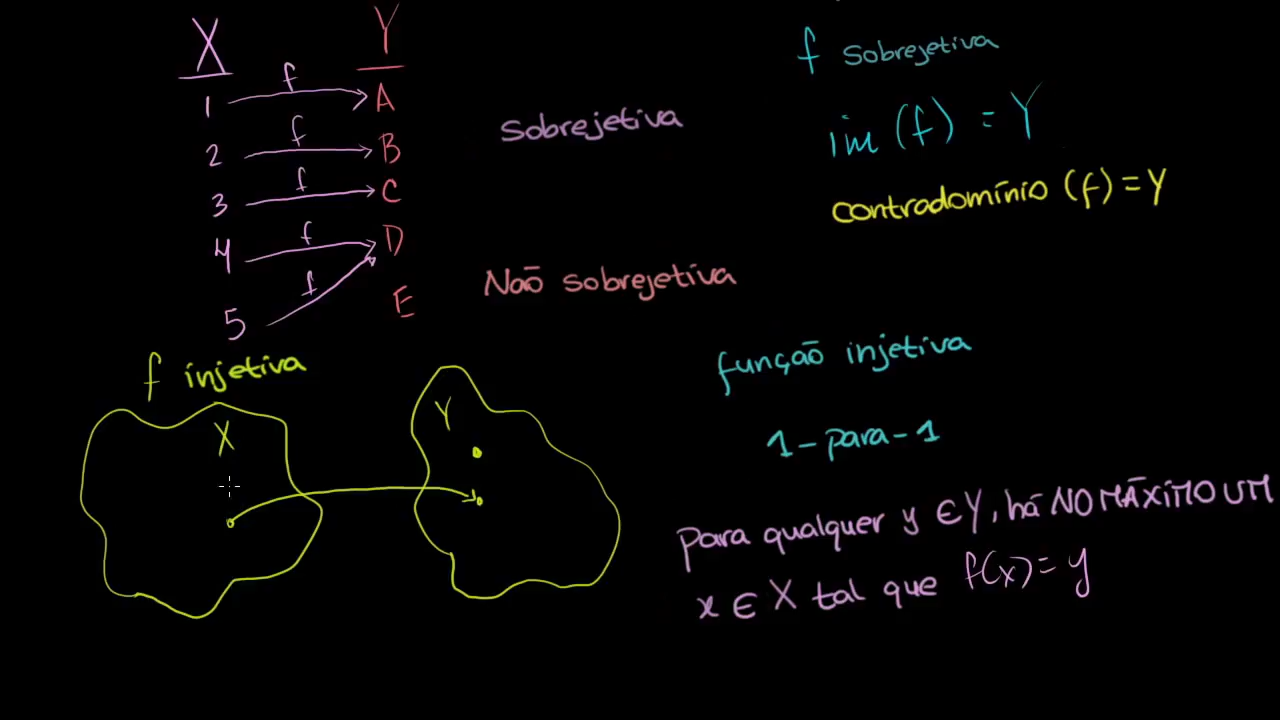 X Y
f
1 A
f
2 B
f
3 C
f
4 D
f
5 E
Sobrejetiva
Não sobrejetiva
f sobrejetiva
im (f) = Y
contradomínio (f) = Y
f injetiva
X
Y
função injetiva
1 - para - 1
Para qualquer y ∈ Y, há NO MÁXIMO UM
x ∈ X tal que f(x) = y